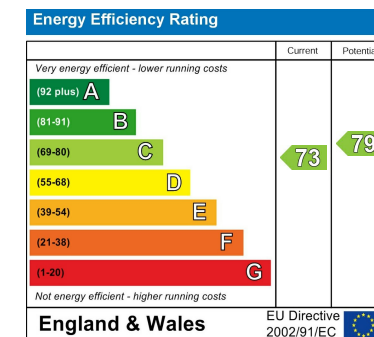 Energy Efficiency Rating
Current Potentia
Very energy efficient - lower running costs
(92 plus) A
(81-91) B
(69-80) C
(55-68) D
(39-54) E
(21-38) F
(1-20) G
73 79
Not energy efficient - higher running costs
England & Wales
EU Directive
2002/91/EC